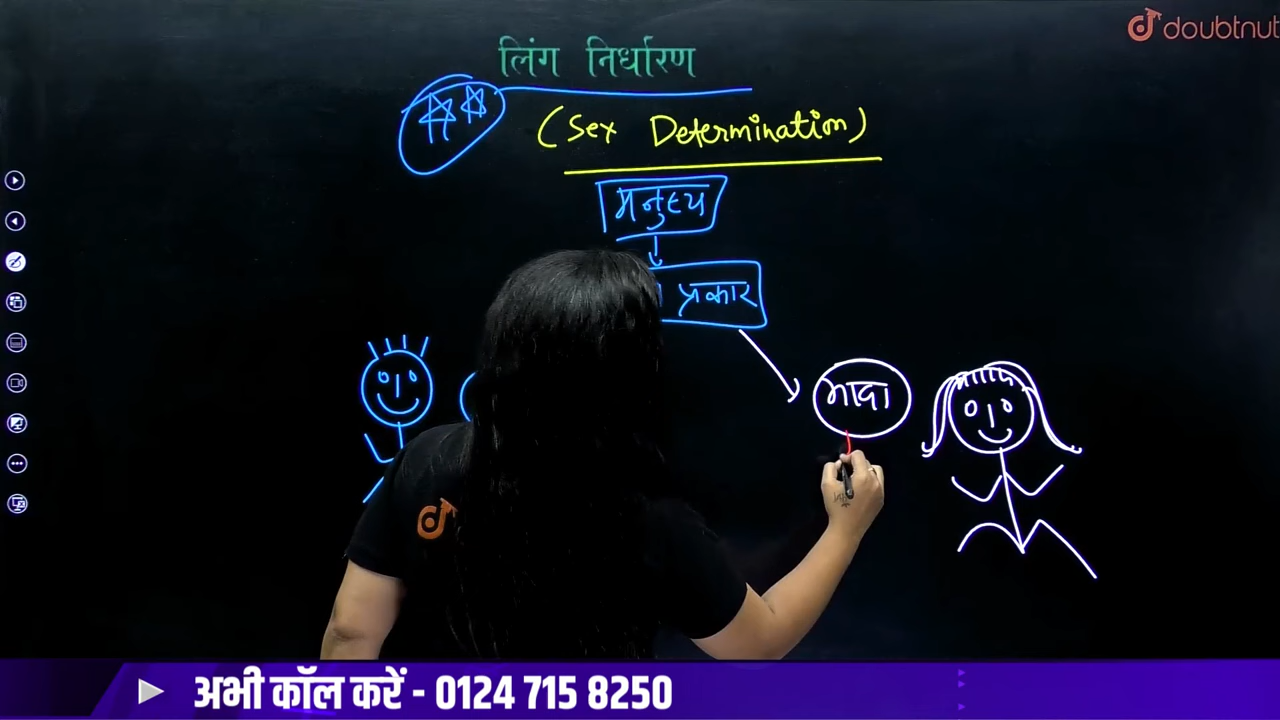 doubtnut
लिंग निर्धारण
(Sex Determination)
मनुष्य
प्रकार
मादा
अभी कॉल करें - 0124 715 8250